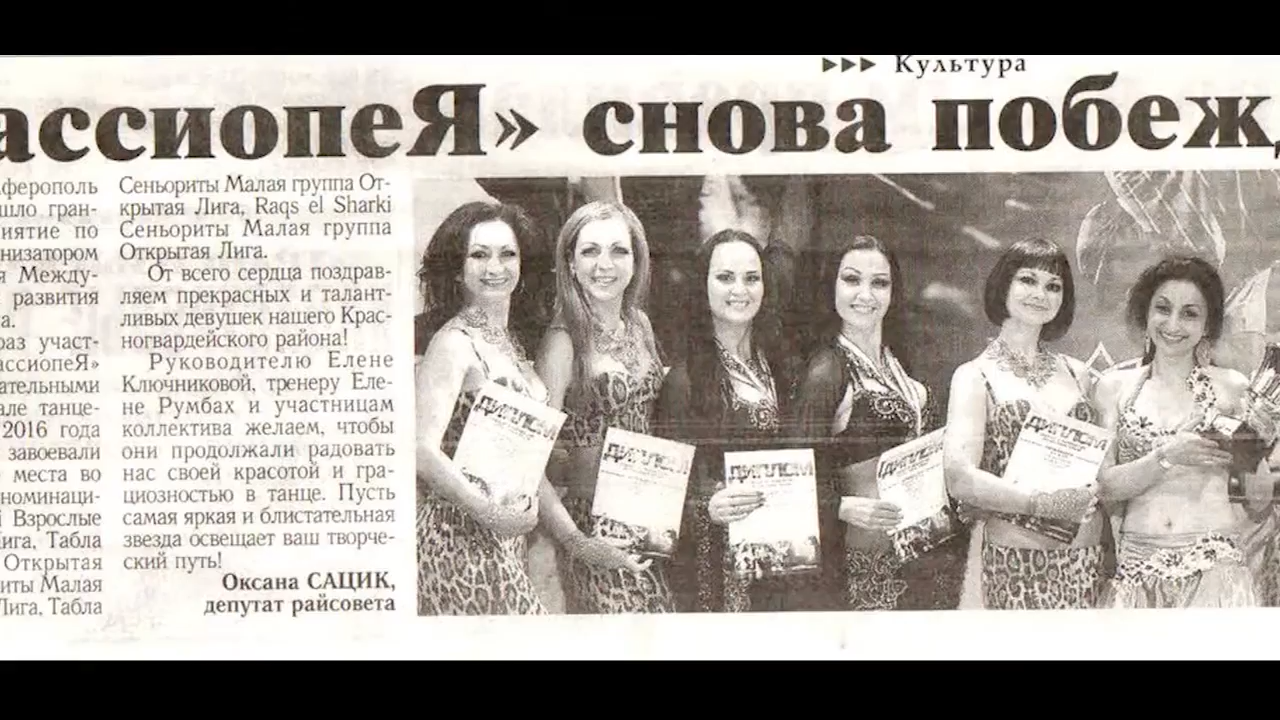 ▸▸▸ Культура
ассиопеЯ» снова побеж
ферополь
шло гран-
иятие по
низатором
я Между-
развития
а.
раз участ-
ассиопеЯ»
ательными
але танце-
2016 года
завоевали
места во
номинаци-
Взрослые
ига, Табла
Открытая
иты Малая
Лига, Табла
Сеньориты Малая группа От-
крытая Лига, Raqs el Sharki
Сеньориты Малая группа
Открытая Лига.
От всего сердца поздрав-
ляем прекрасных и талант-
ливых девушек нашего Крас-
ногвардейского района!
Руководителю Елене
Ключниковой, тренеру Еле-
не Румбах и участницам
коллектива желаем, чтобы
они продолжали радовать
нас своей красотой и гра-
циозностью в танце. Пусть
самая яркая и блистательная
звезда освещает ваш творче-
ский путь!
Оксана САЦИК,
депутат райсовета
ДИПЛОМ
ДИПЛОМ
ДИПЛОМ
ДИПЛОМ
ДИПЛОМ